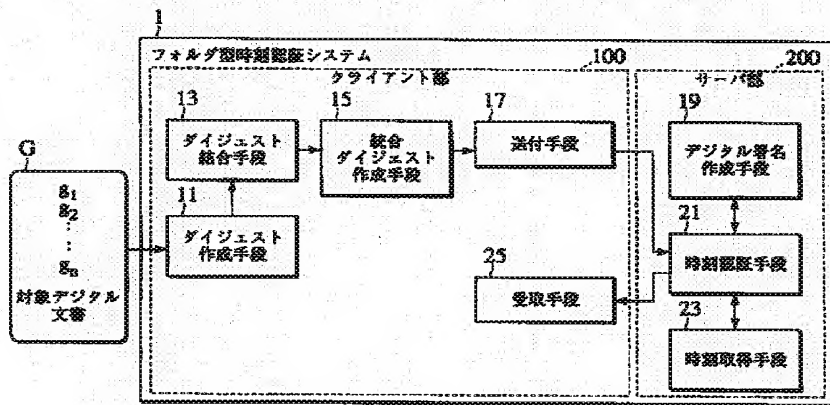 1
フォルダ型時刻認証システム
100
200
クライアント部
サーバ部
13
15
17
19
ダイジェスト
結合手段
統合
ダイジェスト
作成手段
送付手段
デジタル署名
作成手段
G
g1
g2
⋮
⋮
gn
対象デジタル
文書
11
ダイジェスト
作成手段
21
時刻認証手段
25
受取手段
23
時刻取得手段